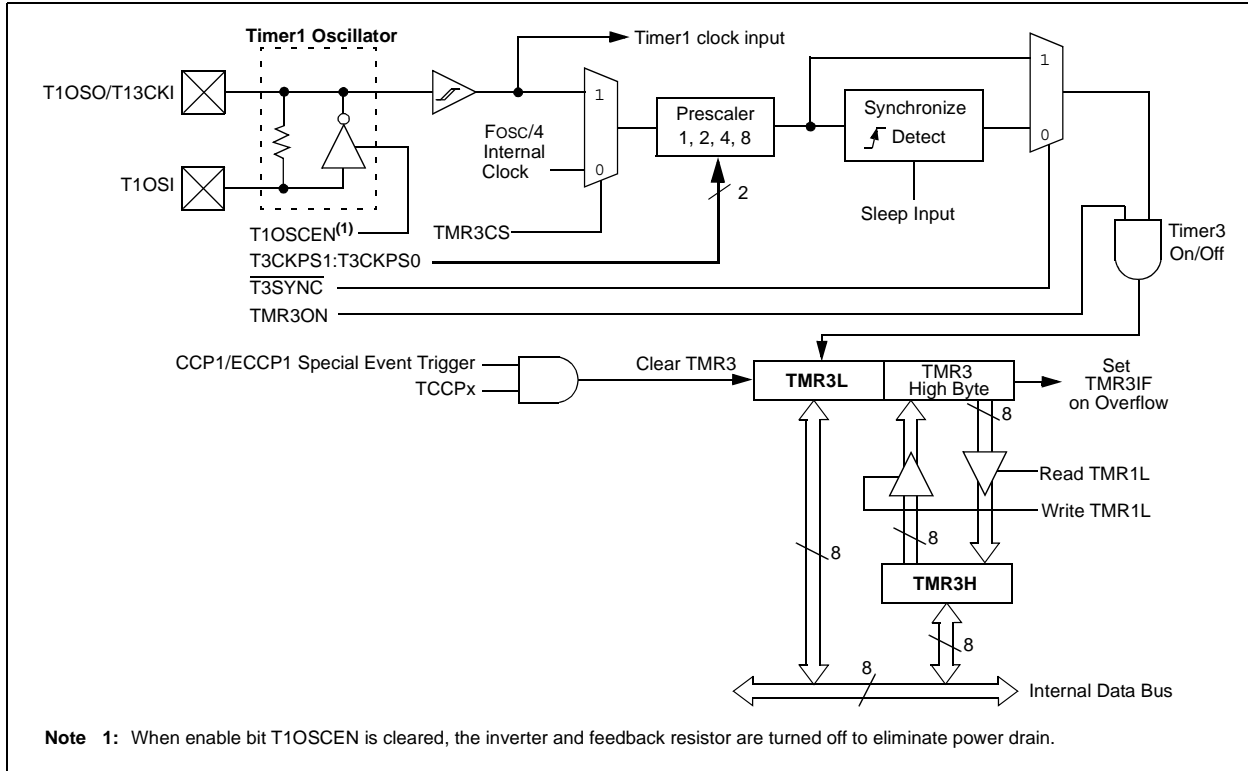 Timer1 Oscillator
Timer1 clock input
T1OSO/T13CKI
1
1
Prescaler
1, 2, 4, 8
Synchronize
Detect
FOSC/4
Internal
Clock
0
0
T1OSI
2
Sleep Input
T1OSCEN(1)
TMR3CS
Timer3
On/Off
T3CKPS1:T3CKPS0
T3SYNC
TMR3ON
CCP1/ECCP1 Special Event Trigger
TCCPx
Clear TMR3
TMR3L
TMR3
High Byte
Set
TMR3IF
on Overflow
8
Read TMR1L
Write TMR1L
8
8
TMR3H
8
8
Internal Data Bus
Note 1: When enable bit T1OSCEN is cleared, the inverter and feedback resistor are turned off to eliminate power drain.